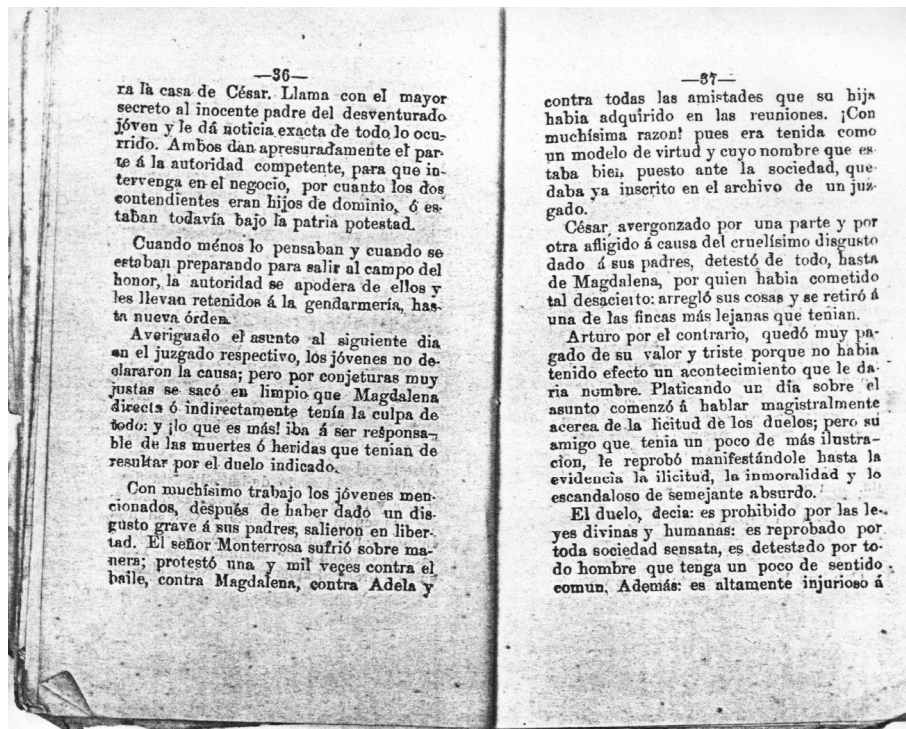 —36—
ra la casa de César. Llama con el mayor
secreto al inocente padre del desventurado
jóven y le dá noticia exacta de todo lo ocu-
rrido. Ambos dan apresuradamente el par-
te á la autoridad competente, para que in-
tervenga en el negocio, por cuanto los dos
contendientes eran hijos de dominio, ó es-
taban todavía bajo la patria potestad.
Cuando ménos lo pensaban y cuando se
estaban preparando para salir al campo del
honor, la autoridad se apodera de ellos y
les llevan retenidos á la gendarmería, has-
ta nueva órden.
Averiguado el asunto al siguiente dia
en el juzgado respectivo, los jóvenes no de-
clararon la causa; pero por conjeturas muy
justas se sacó en limpio que Magdalena
directa ó indirectamente tenía la culpa de
todo: y ¡lo que es más! iba á ser responsa-
ble de las muertes ó heridas que tenian de
resultar por el duelo indicado.
Con muchísimo trabajo los jóvenes men-
cionados, después de haber dado un dis-
gusto grave á sus padres, salieron en liber-
tad. El señor Monterrosa sufrió sobre ma-
nera; protestó una y mil veces contra el
baile, contra Magdalena, contra Adela y
—37—
contra todas las amistades que su hija
habia adquirido en las reuniones. ¡Con
muchísima razon! pues era tenida como
un modelo de virtud y cuyo nombre que es-
taba bien puesto ante la sociedad, que-
daba ya inscrito en el archivo de un juz-
gado.
César avergonzado por una parte y por
otra afligido á causa del cruelísimo disgusto
dado á sus padres, detestó de todo, hasta
de Magdalena, por quien habia cometido
tal desacierto: arregló sus cosas y se retiró á
una de las fincas más lejanas que tenian.
Arturo por el contrario, quedó muy pa-
gado de su valor y triste porque no habia
tenido efecto un acontecimiento que le da-
ria nombre. Platicando un día sobre el
asunto comenzó á hablar magistralmente
acerca de la licitud de los duelos; pero su
amigo que tenia un poco de más ilustra-
cion, le reprobó manifestándole hasta la
evidencia la ilicitud, la inmoralidad y lo
escandaloso de semejante absurdo.
El duelo, decia: es prohibido por las le-
yes divinas y humanas: es reprobado por
toda sociedad sensata, es detestado por to-
do hombre que tenga un poco de sentido
comun. Además: es altamente injurioso á